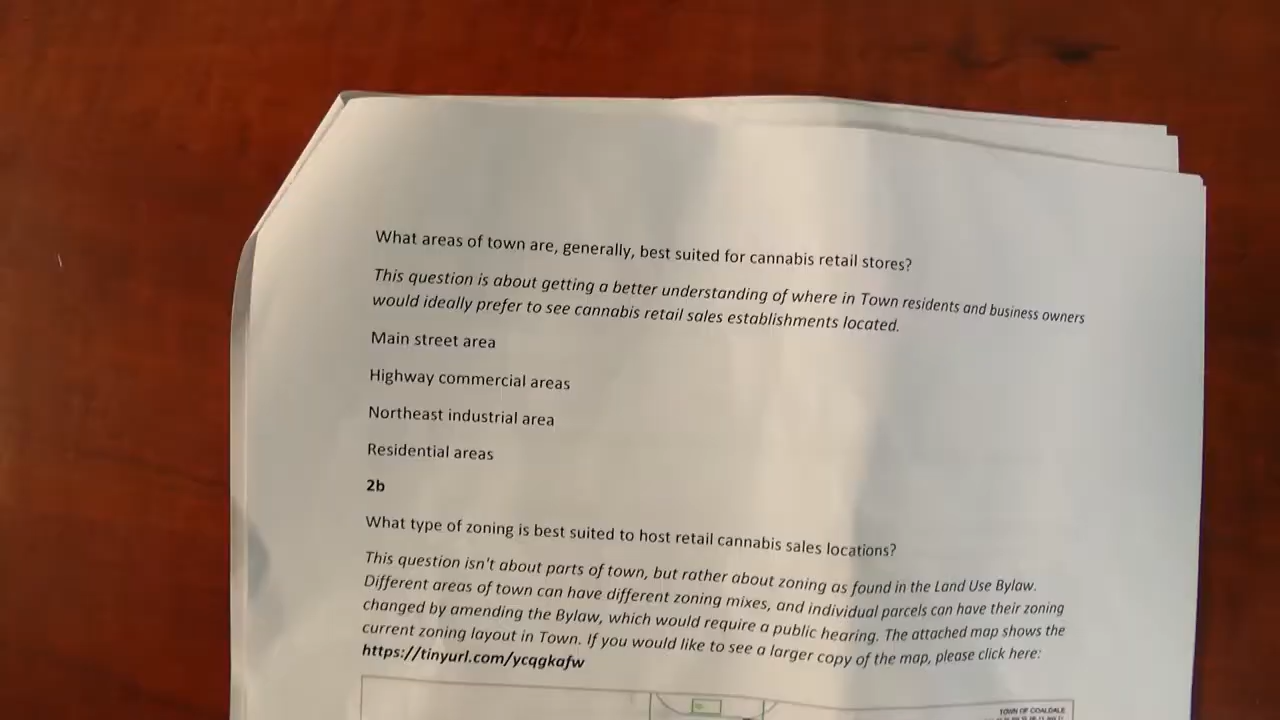 What areas of town are, generally, best suited for cannabis retail stores?
This question is about getting a better understanding of where in Town residents and business owners
would ideally prefer to see cannabis retail sales establishments located.
Main street area
Highway commercial areas
Northeast industrial area
Residential areas
2b
What type of zoning is best suited to host retail cannabis sales locations?
This question isn't about parts of town, but rather about zoning as found in the Land Use Bylaw.
Different areas of town can have different zoning mixes, and individual parcels can have their zoning
changed by amending the Bylaw, which would require a public hearing. The attached map shows the
current zoning layout in Town. If you would like to see a larger copy of the map, please click here:
https://tinyurl.com/ycqgkafw
TOWN OF COALDALE